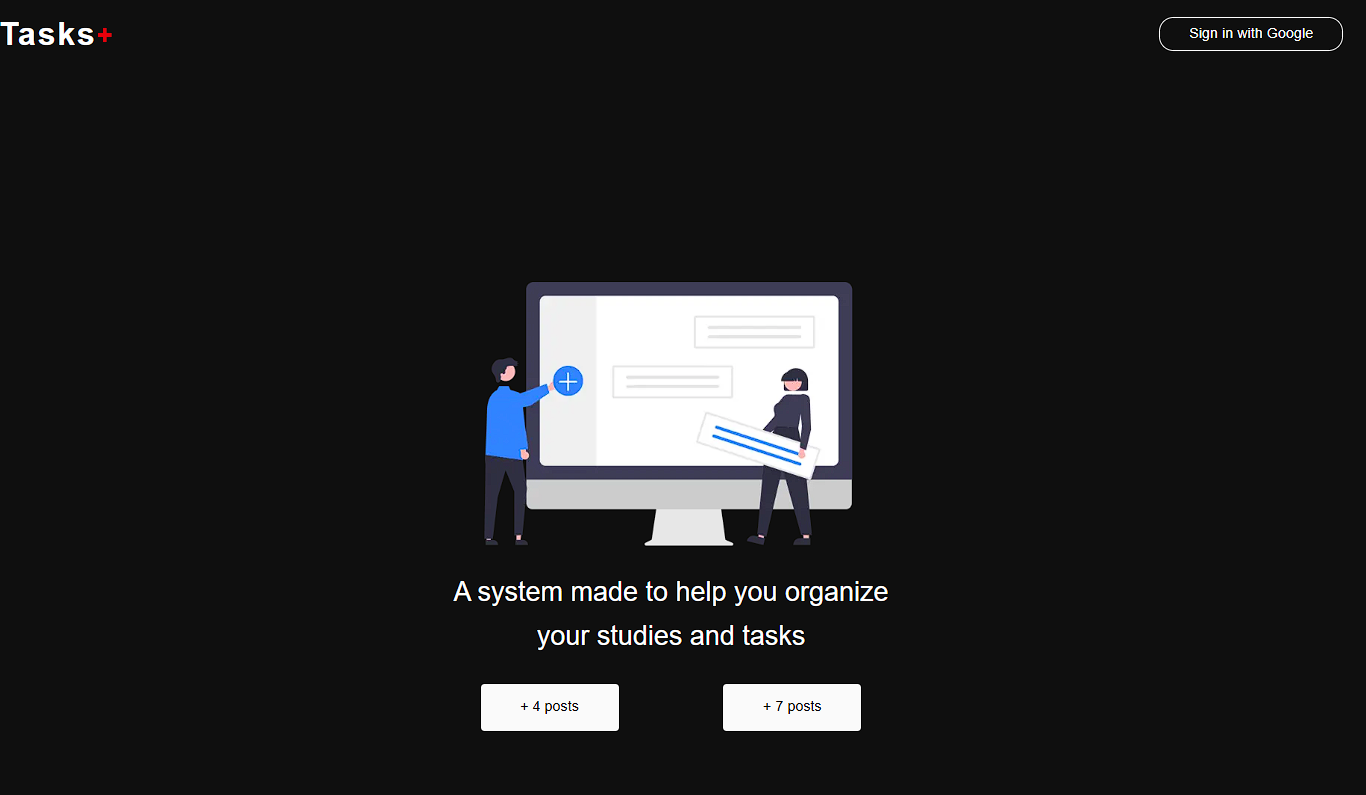 Tasks+
Sign in with Google
A system made to help you organize
your studies and tasks
+ 4 posts
+ 7 posts